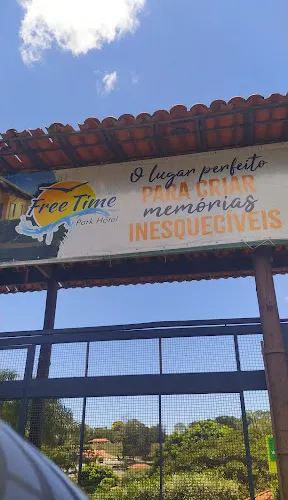 Free Time
Park Hotel
O lugar perfeito
PARA CRIAR
memórias
INESQUECÍVEIS